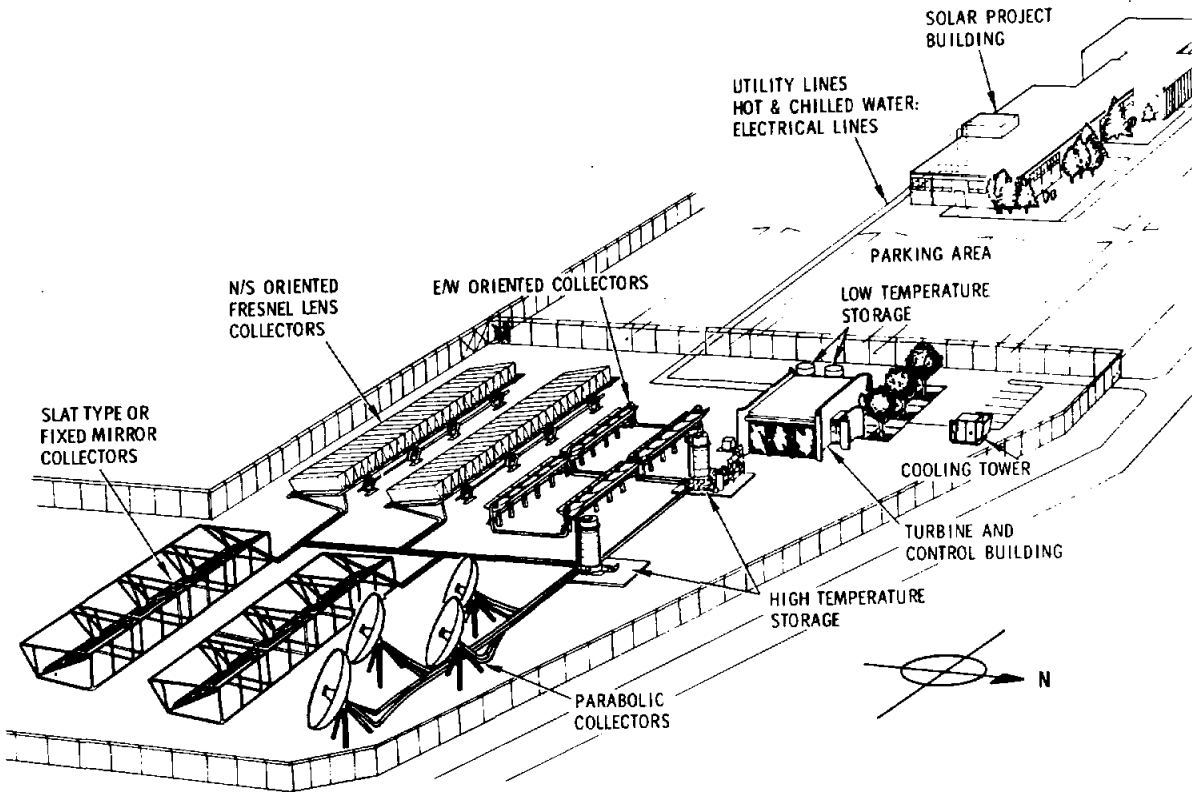 SOLAR PROJECT
BUILDING
UTILITY LINES
HOT & CHILLED WATER:
ELECTRICAL LINES
PARKING AREA
N/S ORIENTED
FRESNEL LENS
COLLECTORS
E/W ORIENTED COLLECTORS
LOW TEMPERATURE
STORAGE
SLAT TYPE OR
FIXED MIRROR
COLLECTORS
COOLING TOWER
TURBINE AND
CONTROL BUILDING
HIGH TEMPERATURE
STORAGE
N
PARABOLIC
COLLECTORS